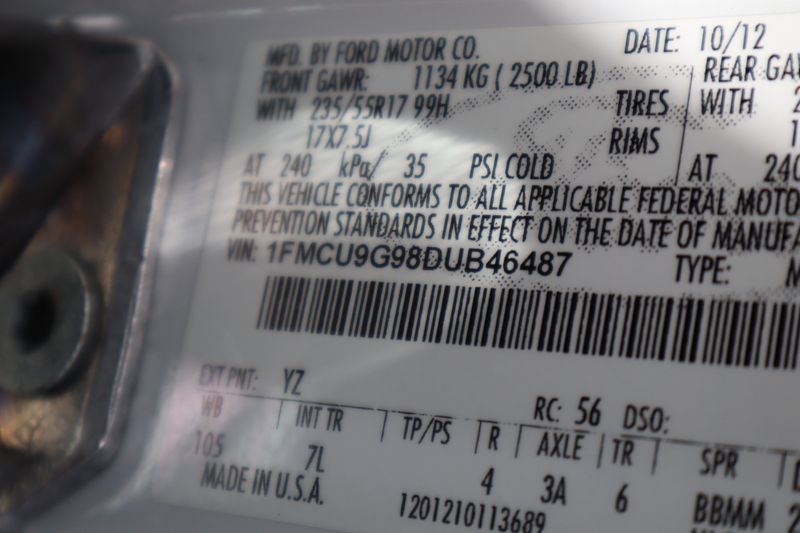 MFD. BY FORD MOTOR CO. DATE: 10/12
FRONT GAWR: 1134 KG ( 2500 LB) REAR
WITH 235/55R17 99H TIRES WITH
17X7.5J RIMS
AT 240 kPa/ 35 PSI COLD AT
THIS VEHICLE CONFORMS TO ALL APPLICABLE FEDERAL
PREVENTION STANDARDS IN EFFECT ON THE DATE OF
VIN: 1FMCU9G98DUB46487 TYPE:
EXT PNT: YZ RC: 56 DSO:
WB INT TR TP/PS R AXLE TR SPR
105 7L 4 3A 6 BBMM
MADE IN U.S.A. 1201210113689